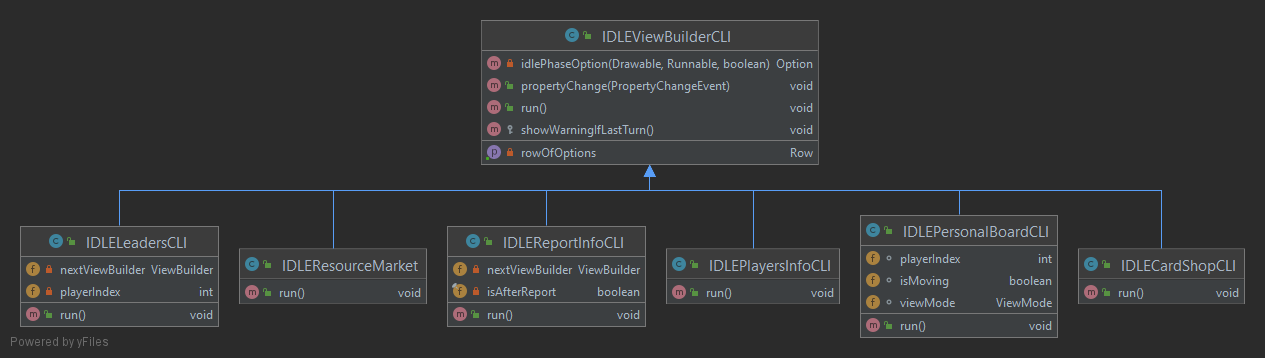 IDLEViewBuilderCLI
idlePhaseOption(Drawable, Runnable, boolean) Option
propertyChange(PropertyChangeEvent) void
run() void
showWarningIfLastTurn() void
rowOfOptions Row
IDLELeadersCLI
nextViewBuilder ViewBuilder
playerIndex int
run() void
IDLEResourceMarket
run() void
IDLEReportInfoCLI
nextViewBuilder ViewBuilder
isAfterReport boolean
run() void
IDLEPlayersInfoCLI
run() void
IDLEPersonalBoardCLI
playerIndex int
isMoving boolean
viewMode ViewMode
run() void
IDLECardShopCLI
run() void
Powered by yFiles